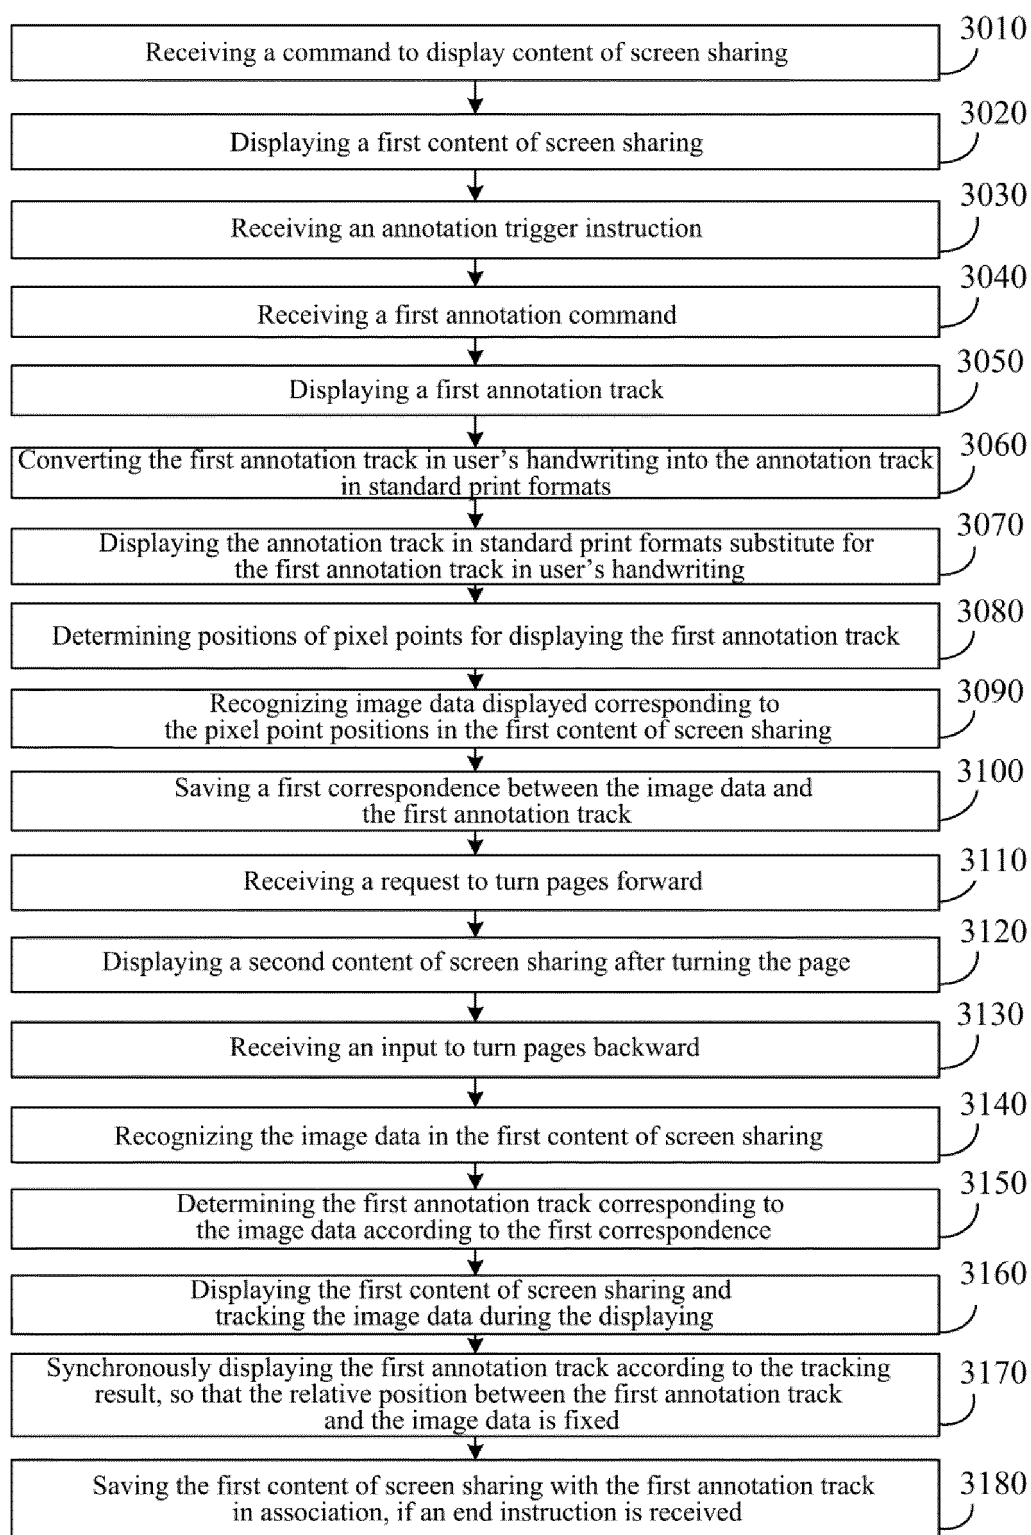 3010
Receiving a command to display content of screen sharing
3020
Displaying a first content of screen sharing
3030
Receiving an annotation trigger instruction
3040
Receiving a first annotation command
3050
Displaying a first annotation track
3060
Converting the first annotation track in user's handwriting into the annotation track
in standard print formats
3070
Displaying the annotation track in standard print formats substitute for
the first annotation track in user's handwriting
3080
Determining positions of pixel points for displaying the first annotation track
3090
Recognizing image data displayed corresponding to
the pixel point positions in the first content of screen sharing
3100
Saving a first correspondence between the image data and
the first annotation track
3110
Receiving a request to turn pages forward
3120
Displaying a second content of screen sharing after turning the page
3130
Receiving an input to turn pages backward
3140
Recognizing the image data in the first content of screen sharing
3150
Determining the first annotation track corresponding to
the image data according to the first correspondence
3160
Displaying the first content of screen sharing and
tracking the image data during the displaying
3170
Synchronously displaying the first annotation track according to the tracking
result, so that the relative position between the first annotation track
and the image data is fixed
3180
Saving the first content of screen sharing with the first annotation track
in association, if an end instruction is received